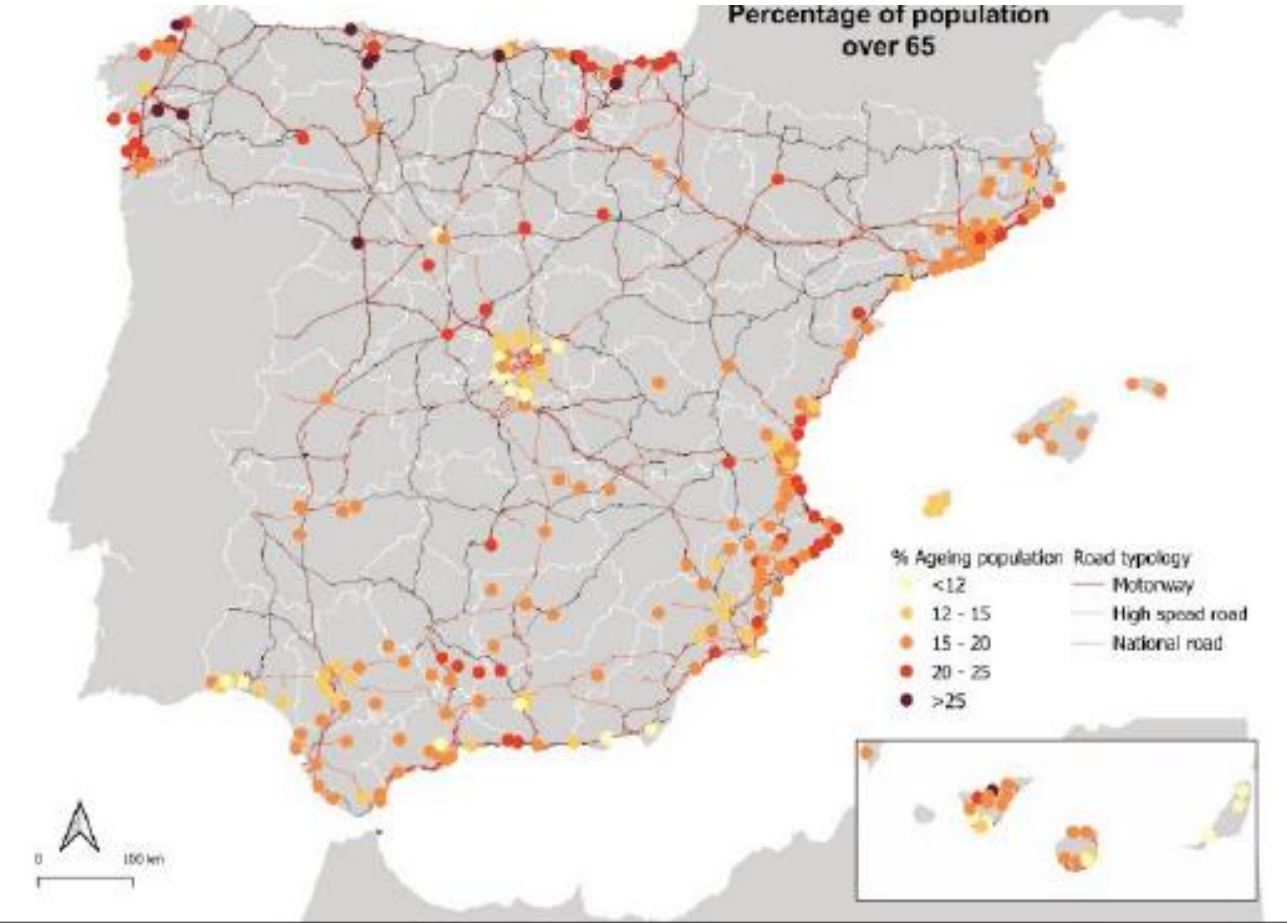 Percentage of population
over 65
% Ageing population
<12
12 - 15
15 - 20
20 - 25
>25
Road typology
Motorway
High spead road
National road
0 100 km